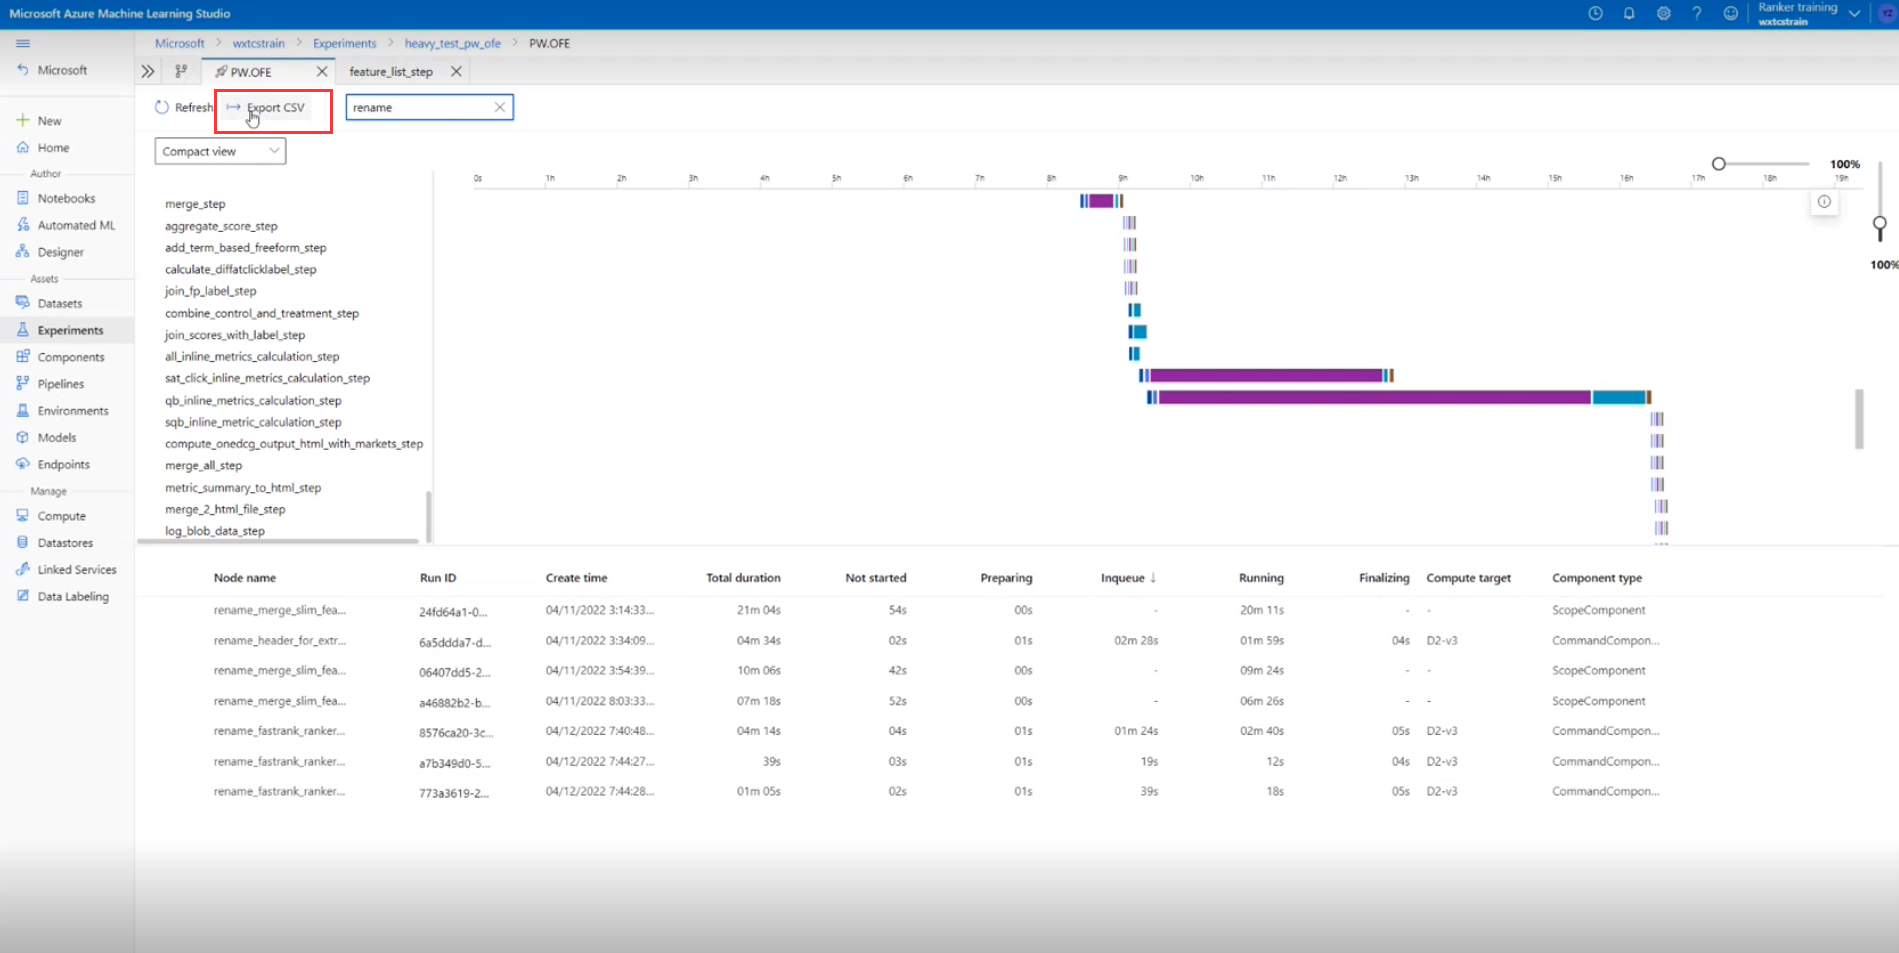 Microsoft Azure Machine Learning Studio
Ranker training
wxtcstrain
YZ
Microsoft > wxtcstrain > Experiments > heavy_test_pw_ofe > PW.OFE
Microsoft
PW.OFE
feature_list_step
Refresh
Export CSV
rename
Compact view
100%
100%
New
Home
Author
Notebooks
Automated ML
Designer
Assets
Datasets
Experiments
Components
Pipelines
Environments
Models
Endpoints
Manage
Compute
Datastores
Linked Services
Data Labeling
0s 1h 2h 3h 4h 5h 6h 7h 8h 9h 10h 11h 12h 13h 14h 15h 16h 17h 18h 19h
merge_step
aggregate_score_step
add_term_based_freeform_step
calculate_diffatclicklabel_step
join_fp_label_step
combine_control_and_treatment_step
join_scores_with_label_step
all_inline_metrics_calculation_step
sat_click_inline_metrics_calculation_step
qb_inline_metrics_calculation_step
sqb_inline_metric_calculation_step
compute_onedcg_output_html_with_markets_step
merge_all_step
metric_summary_to_html_step
merge_2_html_file_step
log_blob_data_step
Node name Run ID Create time Total duration Not started Preparing Inqueue ↓ Running Finalizing Compute target Component type
rename_merge_slim_fea... 24fd64a1-0... 04/11/2022 3:14:33... 21m 04s 54s 00s - 20m 11s - - ScopeComponent
rename_header_for_extr... 6a5ddda7-d... 04/11/2022 3:34:09... 04m 34s 02s 01s 02m 28s 01m 59s 04s D2-v3 CommandCompon...
rename_merge_slim_fea... 06407dd5-2... 04/11/2022 3:54:39... 10m 06s 42s 00s - 09m 24s - - ScopeComponent
rename_merge_slim_fea... a46882b2-b... 04/11/2022 8:03:33... 07m 18s 52s 00s - 06m 26s - - ScopeComponent
rename_fastrank_ranker... 8576ca20-3c... 04/12/2022 7:40:48... 04m 14s 04s 01s 01m 24s 02m 40s 05s D2-v3 CommandCompon...
rename_fastrank_ranker... a7b349d0-5... 04/12/2022 7:44:27... 39s 03s 01s 19s 12s 04s D2-v3 CommandCompon...
rename_fastrank_ranker... 773a3619-2... 04/12/2022 7:44:28... 01m 05s 02s 01s 39s 18s 05s D2-v3 CommandCompon...